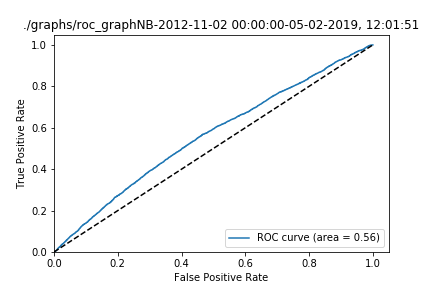 ./graphs/roc_graphNB-2012-11-02 00:00:00-05-02-2019, 12:01:51
1.0
0.8
0.6
0.4
0.2
0.0
True Positive Rate
ROC curve (area = 0.56)
0.0 0.2 0.4 0.6 0.8 1.0
False Positive Rate